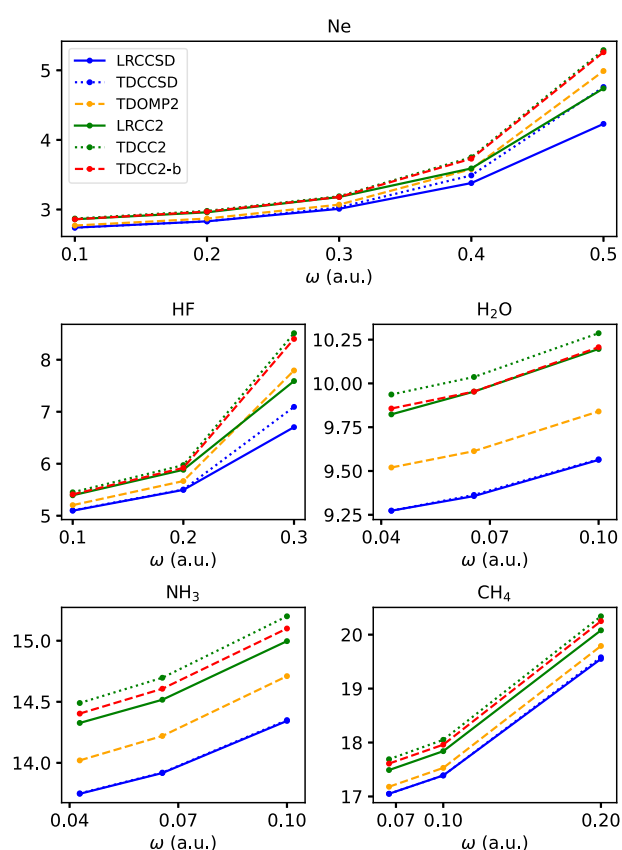 Ne
LRCCSD
TDCCSD
TDOMP2
LRCC2
TDCC2
TDCC2-b
5
4
3
0.1 0.2 0.3 0.4 0.5
ω (a.u.)
HF
8
7
6
5
0.1 0.2 0.3
ω (a.u.)
H₂O
10.25
10.00
9.75
9.50
9.25
0.04 0.07 0.10
ω (a.u.)
NH₃
15.0
14.5
14.0
0.04 0.07 0.10
ω (a.u.)
CH₄
20
19
18
17
0.07 0.10 0.20
ω (a.u.)